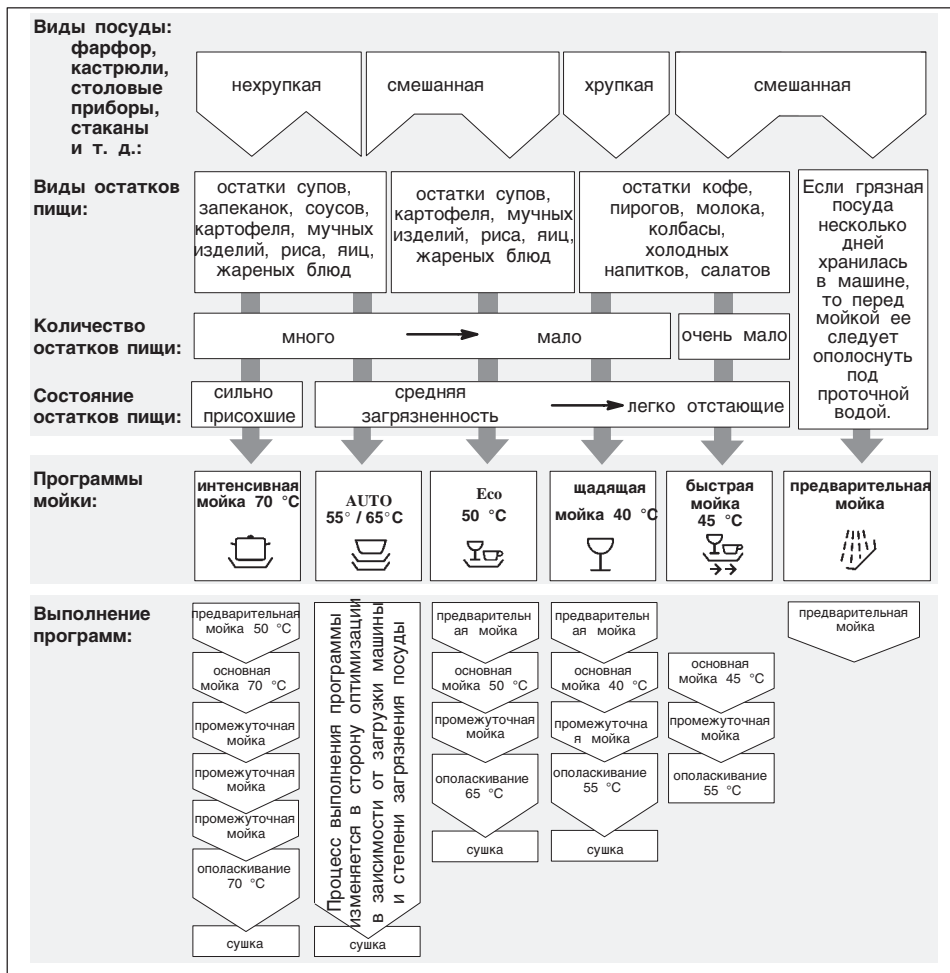 Виды посуды:
фарфор,
кастрюли,
столовые
приборы,
стаканы
и т. д.:
нехрупкая
смешанная
хрупкая
смешанная
Виды остатков
пищи:
остатки супов,
запеканок, соусов,
картофеля, мучных
изделий, риса, яиц,
жареных блюд
остатки супов,
картофеля, мучных
изделий, риса, яиц,
жареных блюд
остатки кофе,
пирогов, молока,
колбасы,
холодных
напитков, салатов
Если грязная
посуда
несколько
дней
хранилась
в машине,
то перед
мойкой ее
следует
ополоснуть
под
проточной
водой.
Количество
остатков пищи:
много
мало
очень мало
Состояние
остатков пищи:
сильно
присохшие
средняя
загрязненность
легко отстающие
Программы
мойки:
интенсивная
мойка 70 °C
AUTO
55° / 65°C
Eco
50 °C
щадящая
мойка 40 °C
быстрая
мойка
45 °C
предварительная
мойка
Выполнение
программ:
предварительная
мойка 50 °C
основная
мойка 70 °C
промежуточная
мойка
промежуточная
мойка
промежуточная
мойка
ополаскивание
70 °C
сушка
Процесс выполнения программы
изменяется в сторону оптимизации
в заисимости от загрузки машины
и степени загрязнения посуды
сушка
предварительн
ая мойка
основная
мойка 50 °C
промежуточная
мойка
ополаскивание
65 °C
сушка
предварительн
ая мойка
основная
мойка 40 °C
промежуточна
я мойка
ополаскивание
55 °C
сушка
основная
мойка 45 °C
промежуточная
мойка
ополаскивание
55 °C
предварительная
мойка